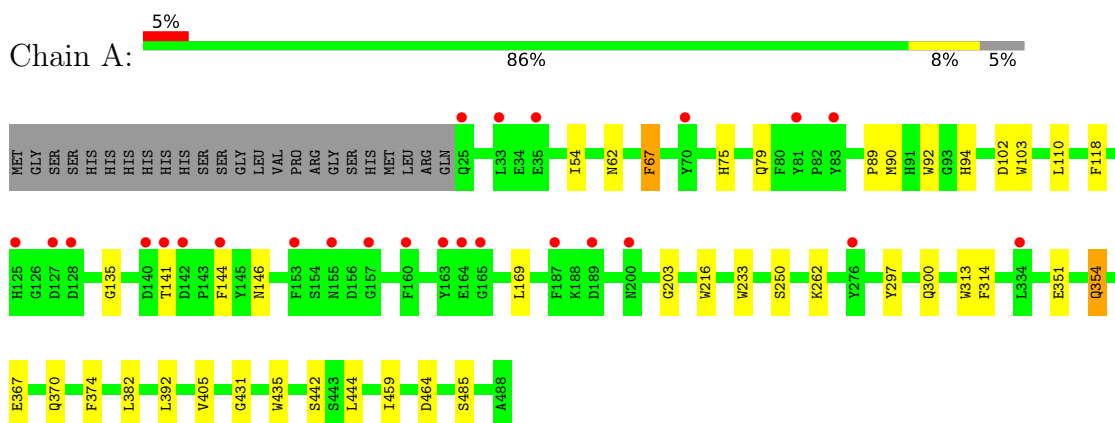 5%
Chain A:
86% 8% 5%
MET GLY SER SER HIS HIS HIS HIS HIS HIS SER SER GLY LEU VAL PRO ARG GLY SER HIS MET LEU ARG GLN Q25 L33 E34 E35 I54 N62 F67 Y70 H75 Q79 F80 Y81 P82 Y83 P89 M90 H91 W92 G93 H94 D102 W103 L110 F118
H125 G126 D127 D128 G135 D140 T141 D142 P143 F144 Y145 N146 F153 S154 N155 D156 G157 F160 Y163 E164 G165 L169 F187 K188 D189 N200 G203 W216 W233 S250 K262 Y276 Y297 Q300 W313 F314 L334 E351 Q354
E367 Q370 F374 L382 L392 V405 G431 W435 S442 S443 L444 I459 D464 S485 A488